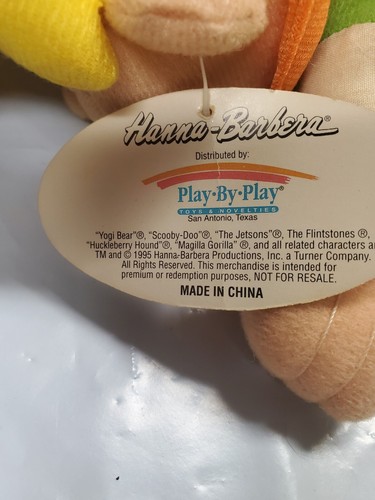 Hanna-Barbera®
Distributed by:
Play·By·Play®
TOYS & NOVELTIES
San Antonio, Texas
"Yogi Bear"®, "Scooby-Doo"®, "The Jetsons"®, The Flintstones ®,
"Huckleberry Hound"®, "Magilla Gorilla" ®, and all related characters
TM and © 1995 Hanna-Barbera Productions, Inc. a Turner Company.
All Rights Reserved. This merchandise is intended for
premium or redemption purposes, NOT FOR RESALE.
MADE IN CHINA